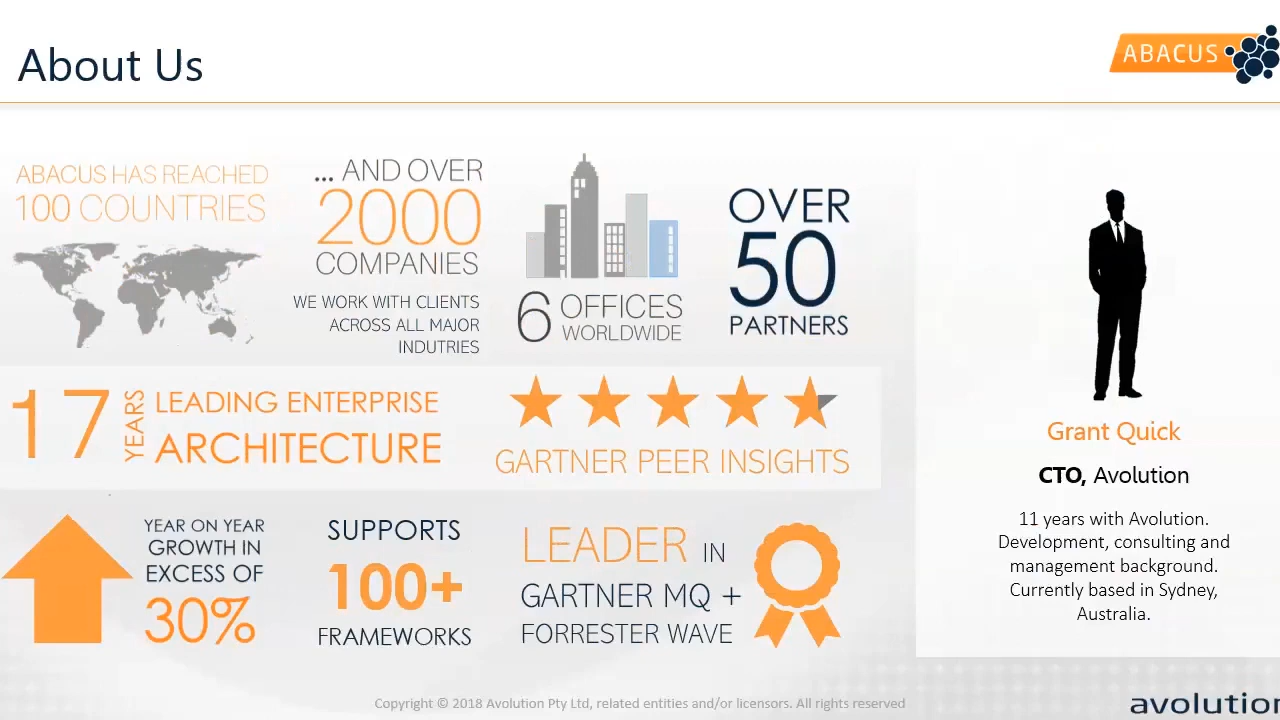 About Us
ABACUS
ABACUS HAS REACHED
100 COUNTRIES
... AND OVER
2000
COMPANIES
WE WORK WITH CLIENTS
ACROSS ALL MAJOR
INDUTRIES
6 OFFICES
WORLDWIDE
OVER
50
PARTNERS
17 YEARS
LEADING ENTERPRISE
ARCHITECTURE
GARTNER PEER INSIGHTS
YEAR ON YEAR
GROWTH IN
EXCESS OF
30%
SUPPORTS
100+
FRAMEWORKS
LEADER IN
GARTNER MQ +
FORRESTER WAVE
Grant Quick
CTO, Avolution
11 years with Avolution.
Development, consulting and
management background.
Currently based in Sydney,
Australia.
Copyright © 2018 Avolution Pty Ltd, related entities and/or licensors. All rights reserved
avolution